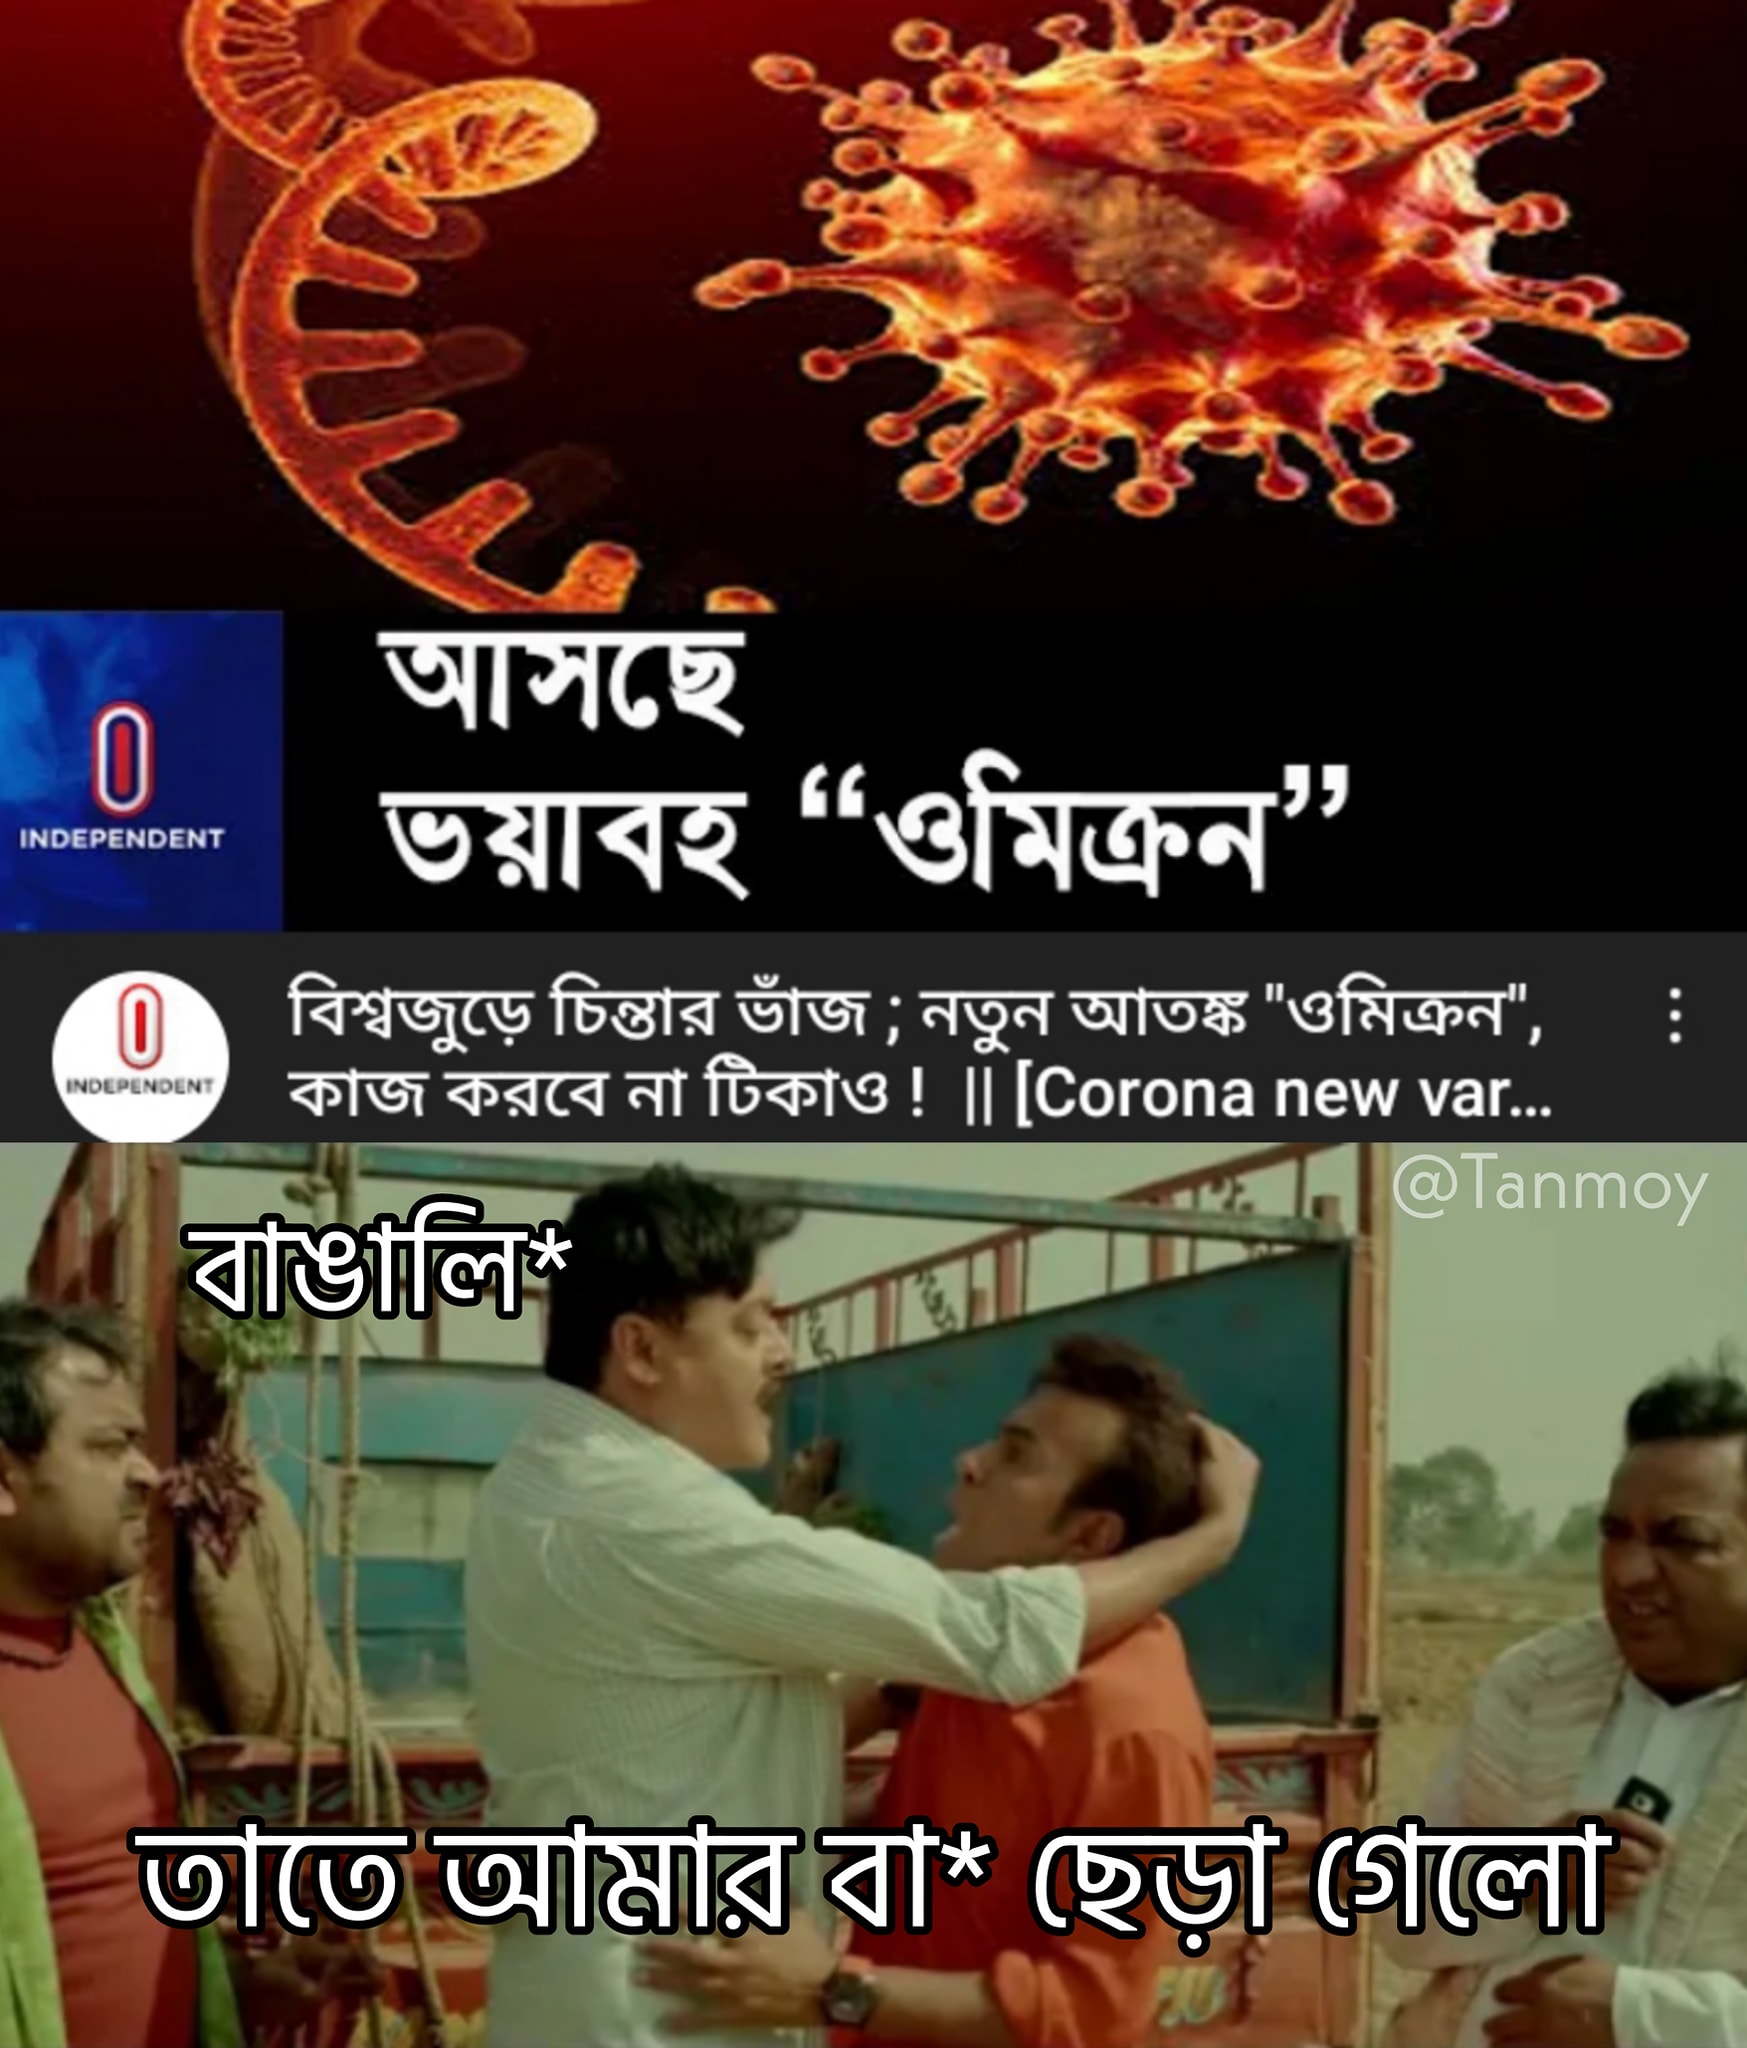 আসছে
ভয়াবহ “ওমিক্রন”
INDEPENDENT
বিশ্বজুড়ে চিন্তার ভাঁজ ; নতুন আতঙ্ক "ওমিক্রন",
কাজ করবে না টিকাও ! || [Corona new var...
INDEPENDENT
@Tanmoy
বাঙালি*
তাতে আমার বা* ছেড়া গেলো